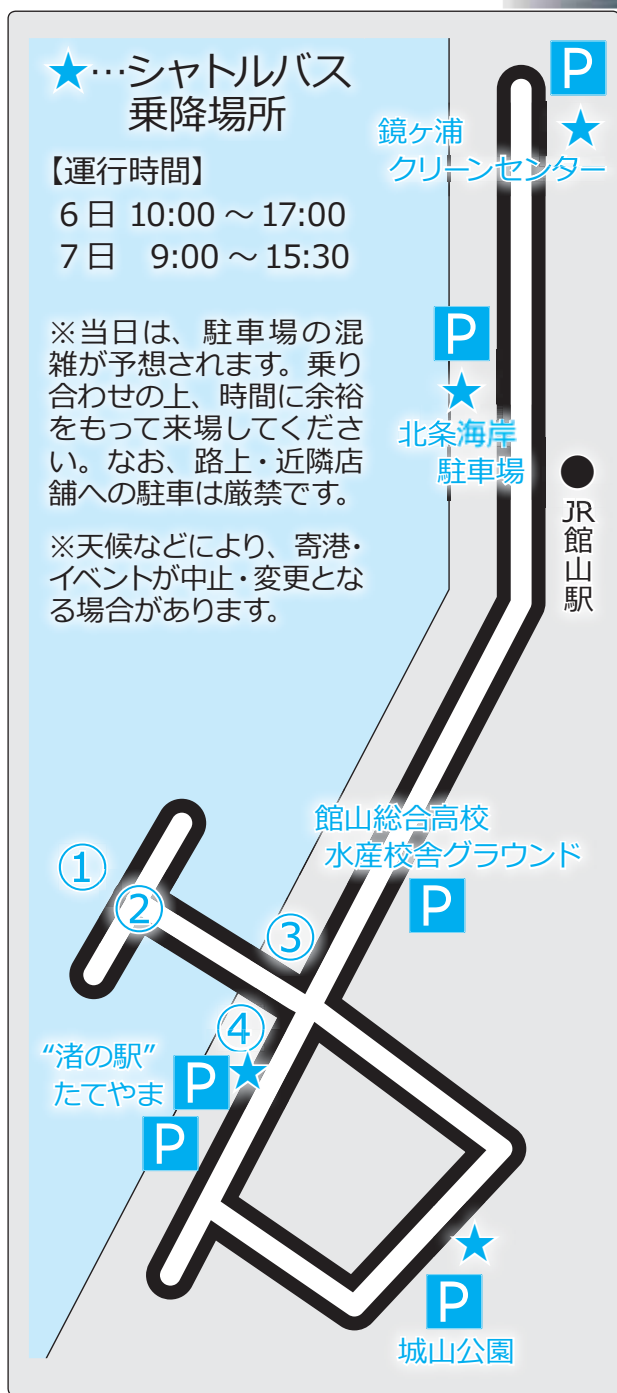 ★…シャトルバス
乗降場所
【運行時間】
6日 10:00～17:00
7日 9:00～15:30
※当日は、駐車場の混
雑が予想されます。乗り
合わせの上、時間に余裕
をもって来場してくださ
い。なお、路上・近隣店
舗への駐車は厳禁です。
※天候などにより、寄港・
イベントが中止・変更とな
る場合があります。
P
★
鏡ヶ浦
クリーンセンター
P
★
北条海岸
駐車場
JR館山駅
館山総合高校
水産校舎グラウンド
P
①
②
③
④
★
“渚の駅”
たてやま
P
P
★
P
城山公園